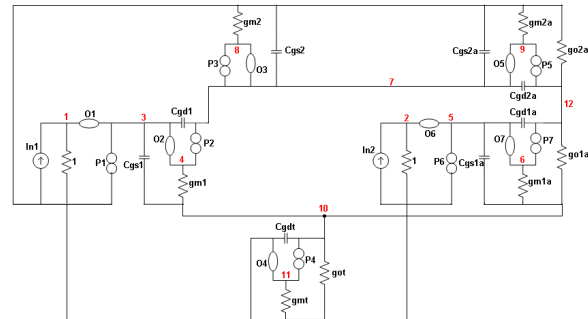 gm2
gm2a
8
9
Cgs2
Cgs2a
go2a
P3
O3
O5
P5
7
Cgd2a
12
1
O1
3
Cgd1
2
O6
5
Cgd1a
In1
O2
P2
In2
O7
P7
1
P1
Cgs1
4
1
P6
Cgs1a
6
go1a
gm1
gm1a
10
Cgdt
O4
P4
got
11
gmt